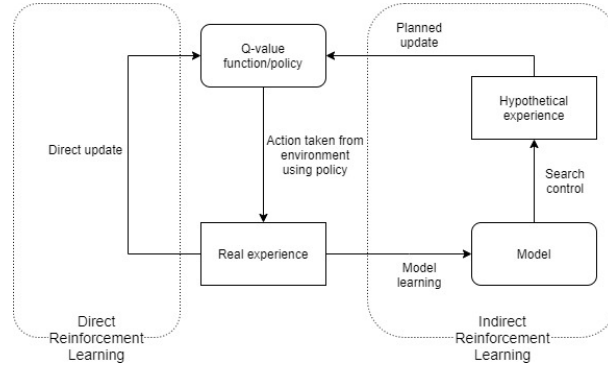 Q-value
function/policy
Planned
update
Hypothetical
experience
Direct update
Action taken from
environment
using policy
Search
control
Real experience
Model
learning
Model
Direct
Reinforcement
Learning
Indirect
Reinforcement
Learning